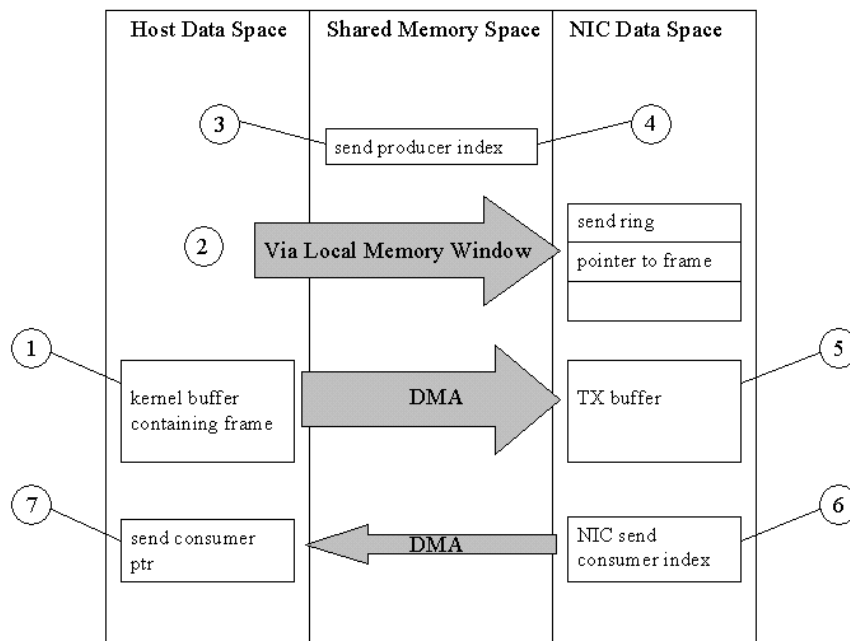 Host Data Space
Shared Memory Space
NIC Data Space
3
send producer index
4
2
Via Local Memory Window
send ring
pointer to frame
1
kernel buffer
containing frame
DMA
TX buffer
5
7
send consumer
ptr
DMA
NIC send
consumer index
6